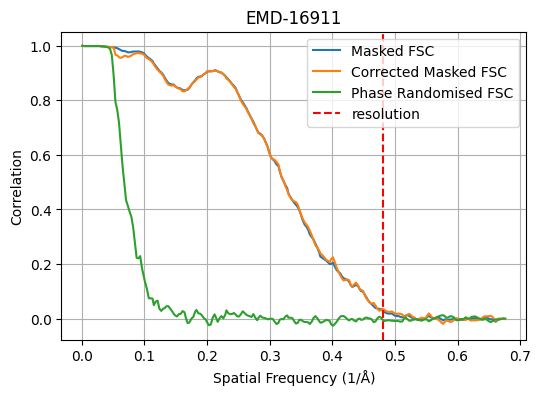 EMD-16911
Masked FSC
Corrected Masked FSC
Phase Randomised FSC
resolution
Correlation
1.0
0.8
0.6
0.4
0.2
0.0
0.0 0.1 0.2 0.3 0.4 0.5 0.6 0.7
Spatial Frequency (1/Å)